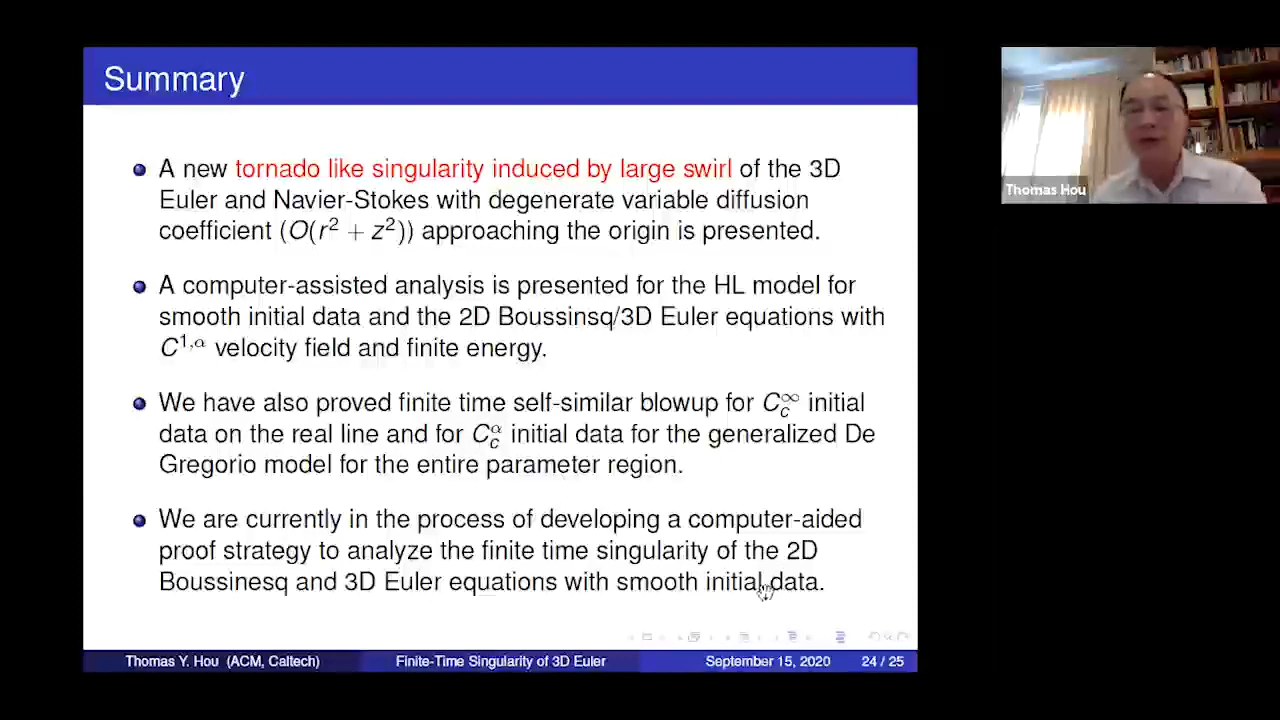 Summary
A new tornado like singularity induced by large swirl of the 3D
Euler and Navier-Stokes with degenerate variable diffusion
coefficient (O(r² + z²)) approaching the origin is presented.
A computer-assisted analysis is presented for the HL model for
smooth initial data and the 2D Boussinsq/3D Euler equations with
C^{1,α} velocity field and finite energy.
We have also proved finite time self-similar blowup for C_c^∞ initial
data on the real line and for C_c^α initial data for the generalized De
Gregorio model for the entire parameter region.
We are currently in the process of developing a computer-aided
proof strategy to analyze the finite time singularity of the 2D
Boussinesq and 3D Euler equations with smooth initial data.
Thomas Y. Hou (ACM, Caltech) Finite-Time Singularity of 3D Euler September 15, 2020 24 / 25
Thomas Hou